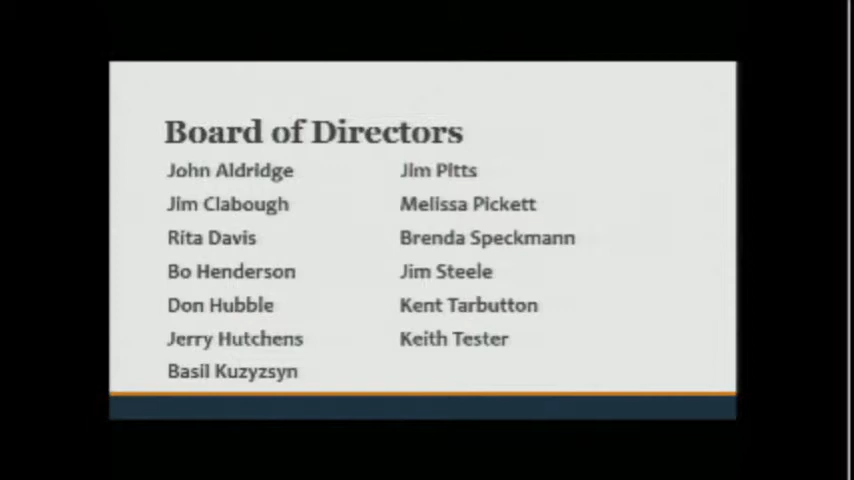 Board of Directors
John Aldridge
Jim Clabough
Rita Davis
Bo Henderson
Don Hubble
Jerry Hutchens
Basil Kuzyzsyn
Jim Pitts
Melissa Pickett
Brenda Speckmann
Jim Steele
Kent Tarbutton
Keith Tester